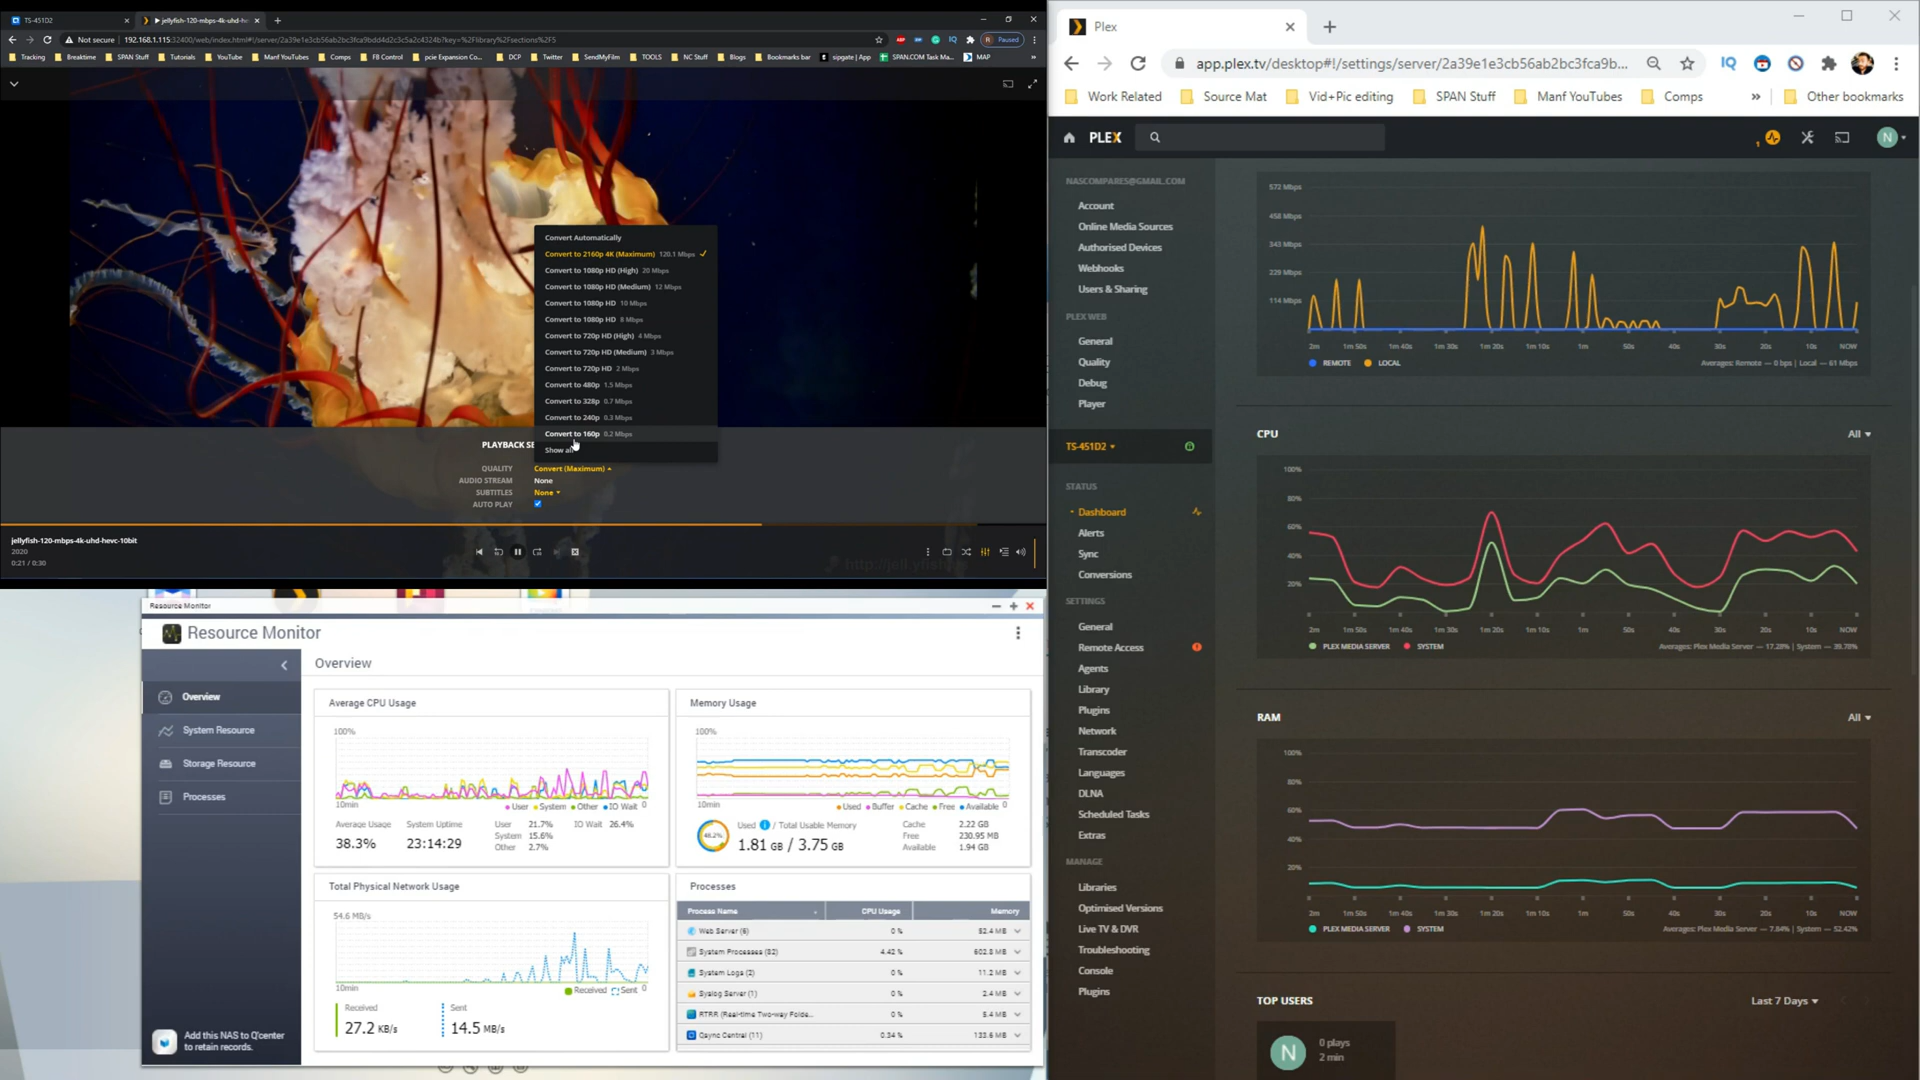 TS-451D2
jellyfish-120-mbps-4k-uhd-he
Not secure
192.168.1.115:32400/web/index.html#!/server/2a39e1e3cb56ab2bc3fca9bdd4d2c3c5a2c4324b?key=%2Flibrary%2Fsections%2F5
Paused
Tracking
Breaktime
SPAN Stuff
Tutorials
YouTube
Manf YouTubes
Comps
FB Control
pcie Expansion Co...
DCP
Twitter
SendMyFilm
TOOLS
NC Stuff
Blogs
Bookmarks bar
sipgate | App
SPAN.COM Task Ma...
MAP
Convert Automatically
Convert to 2160p 4K (Maximum) 120.1 Mbps
Convert to 1080p HD (High) 20 Mbps
Convert to 1080p HD (Medium) 12 Mbps
Convert to 1080p HD 10 Mbps
Convert to 1080p HD 8 Mbps
Convert to 720p HD (High) 4 Mbps
Convert to 720p HD (Medium) 3 Mbps
Convert to 720p HD 2 Mbps
Convert to 480p 1.5 Mbps
Convert to 328p 0.7 Mbps
Convert to 240p 0.3 Mbps
Convert to 160p 0.2 Mbps
Show all
PLAYBACK SE
QUALITY Convert (Maximum)
AUDIO STREAM None
SUBTITLES None
AUTO PLAY
jellyfish-120-mbps-4k-uhd-hevc-10bit
2020
0:21 / 0:30
Resource Monitor
Resource Monitor
Overview
System Resource
Storage Resource
Processes
Add this NAS to Q'center
to retain records.
Overview
Average CPU Usage
100%
10min 0
User System Other IO Wait
Average Usage
38.3%
System Uptime
23:14:29
User 21.7%
System 15.6%
Other 2.7%
IO Wait 26.4%
Memory Usage
100%
10min 0
Used Buffer Cache Free Available
48.2%
Used / Total Usable Memory
1.81 GB / 3.75 GB
Cache 2.22 GB
Free 230.95 MB
Available 1.94 GB
Total Physical Network Usage
54.6 MB/s
10min 0
Received Sent
Received
27.2 KB/s
Sent
14.5 MB/s
Processes
Process Name CPU Usage Memory
Web Server (6) 0 % 52.4 MB
System Processes (32) 4.42 % 602.8 MB
System Logs (2) 0 % 11.2 MB
Syslog Server (1) 0 % 2.4 MB
RTRR (Real-time Two-way Folde... 0 % 5.4 MB
Qsync Central (11) 0.34 % 133.6 MB
Plex
app.plex.tv/desktop#!/settings/server/2a39e1e3cb56ab2bc3fca9b...
IQ
Work Related
Source Mat
Vid+Pic editing
SPAN Stuff
Manf YouTubes
Comps
Other bookmarks
PLEX
1
N
NASCOMPARES@GMAIL.COM
Account
Online Media Sources
Authorised Devices
Webhooks
Users & Sharing
PLEX WEB
General
Quality
Debug
Player
TS-451D2
STATUS
Dashboard
Alerts
Sync
Conversions
SETTINGS
General
Remote Access
Agents
Library
Plugins
Network
Transcoder
Languages
DLNA
Scheduled Tasks
Extras
MANAGE
Libraries
Optimised Versions
Live TV & DVR
Troubleshooting
Console
Plugins
572 Mbps
458 Mbps
343 Mbps
229 Mbps
114 Mbps
2m 1m 50s 1m 40s 1m 30s 1m 20s 1m 10s 1m 50s 40s 30s 20s 10s NOW
REMOTE LOCAL
Averages: Remote — 0 bps | Local — 61 Mbps
CPU
All
100%
80%
60%
40%
20%
2m 1m 50s 1m 40s 1m 30s 1m 20s 1m 10s 1m 50s 40s 30s 20s 10s NOW
PLEX MEDIA SERVER SYSTEM
Averages: Plex Media Server — 17.28% | System — 39.78%
RAM
All
100%
80%
60%
40%
20%
2m 1m 50s 1m 40s 1m 30s 1m 20s 1m 10s 1m 50s 40s 30s 20s 10s NOW
PLEX MEDIA SERVER SYSTEM
Averages: Plex Media Server — 7.84% | System — 52.42%
TOP USERS
Last 7 Days
N
0 plays
2 min